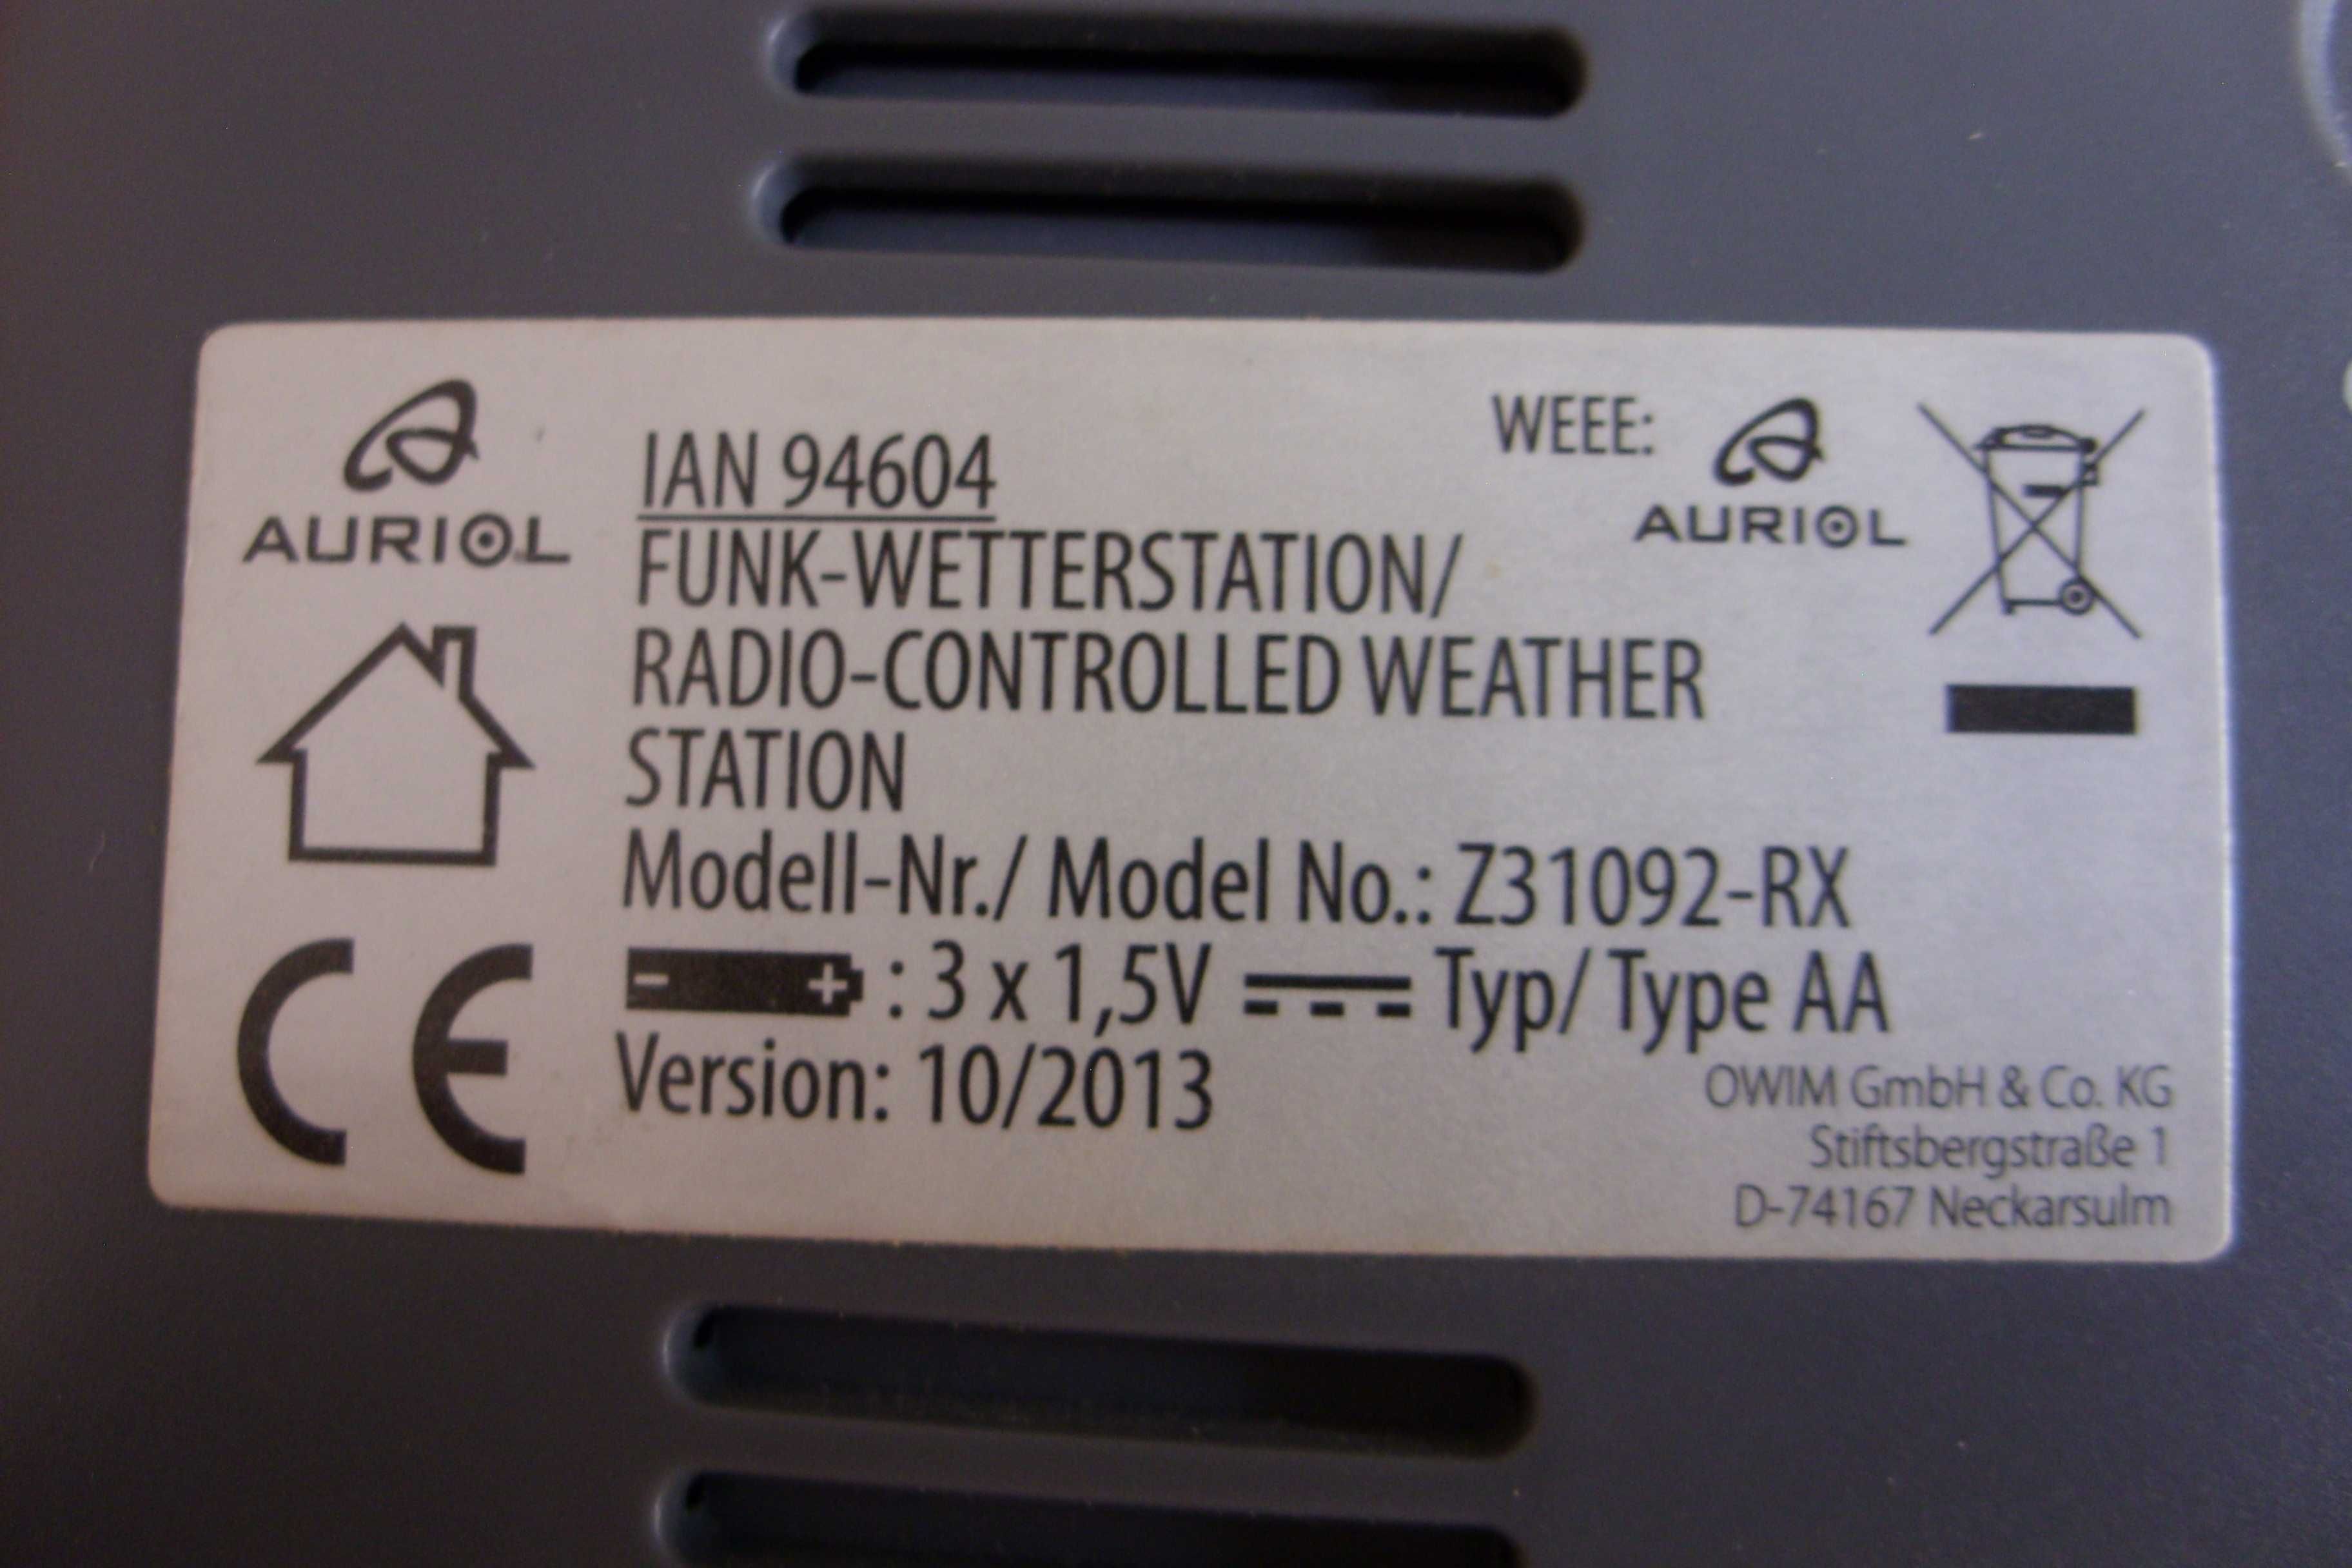 AURIOL
IAN 94604
FUNK-WETTERSTATION/
RADIO-CONTROLLED WEATHER
STATION
Modell-Nr./ Model No.: Z31092-RX
- + : 3 x 1,5V Typ/ Type AA
Version: 10/2013
CE
WEEE:
AURIOL
OWIM GmbH & Co. KG
Stiftsbergstraße 1
D-74167 Neckarsulm